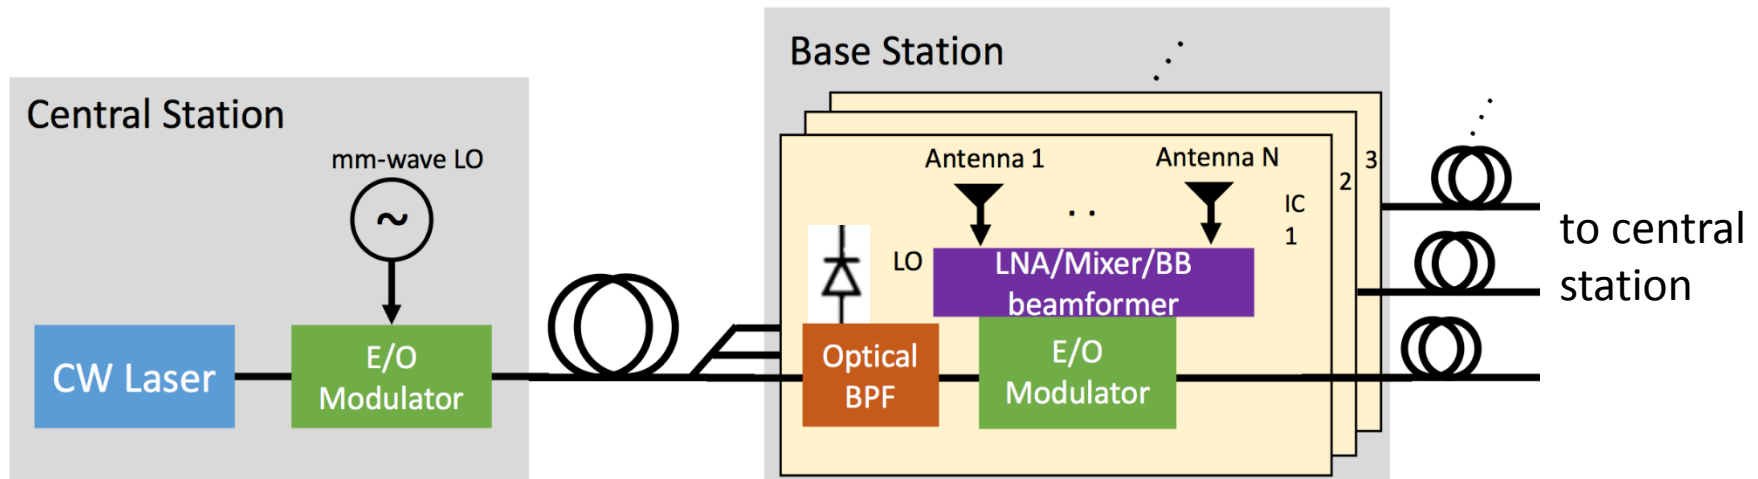 Central Station
mm-wave LO
~
CW Laser
E/O
Modulator
Base Station
Antenna 1
Antenna N
. .
IC
1
2
3
LO
LNA/Mixer/BB
beamformer
Optical
BPF
E/O
Modulator
to central
station